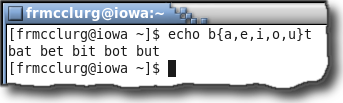 frmcclurg@iowa:~
[frmcclurg@iowa ~]$ echo b{a,e,i,o,u}t
bat bet bit bot but
[frmcclurg@iowa ~]$